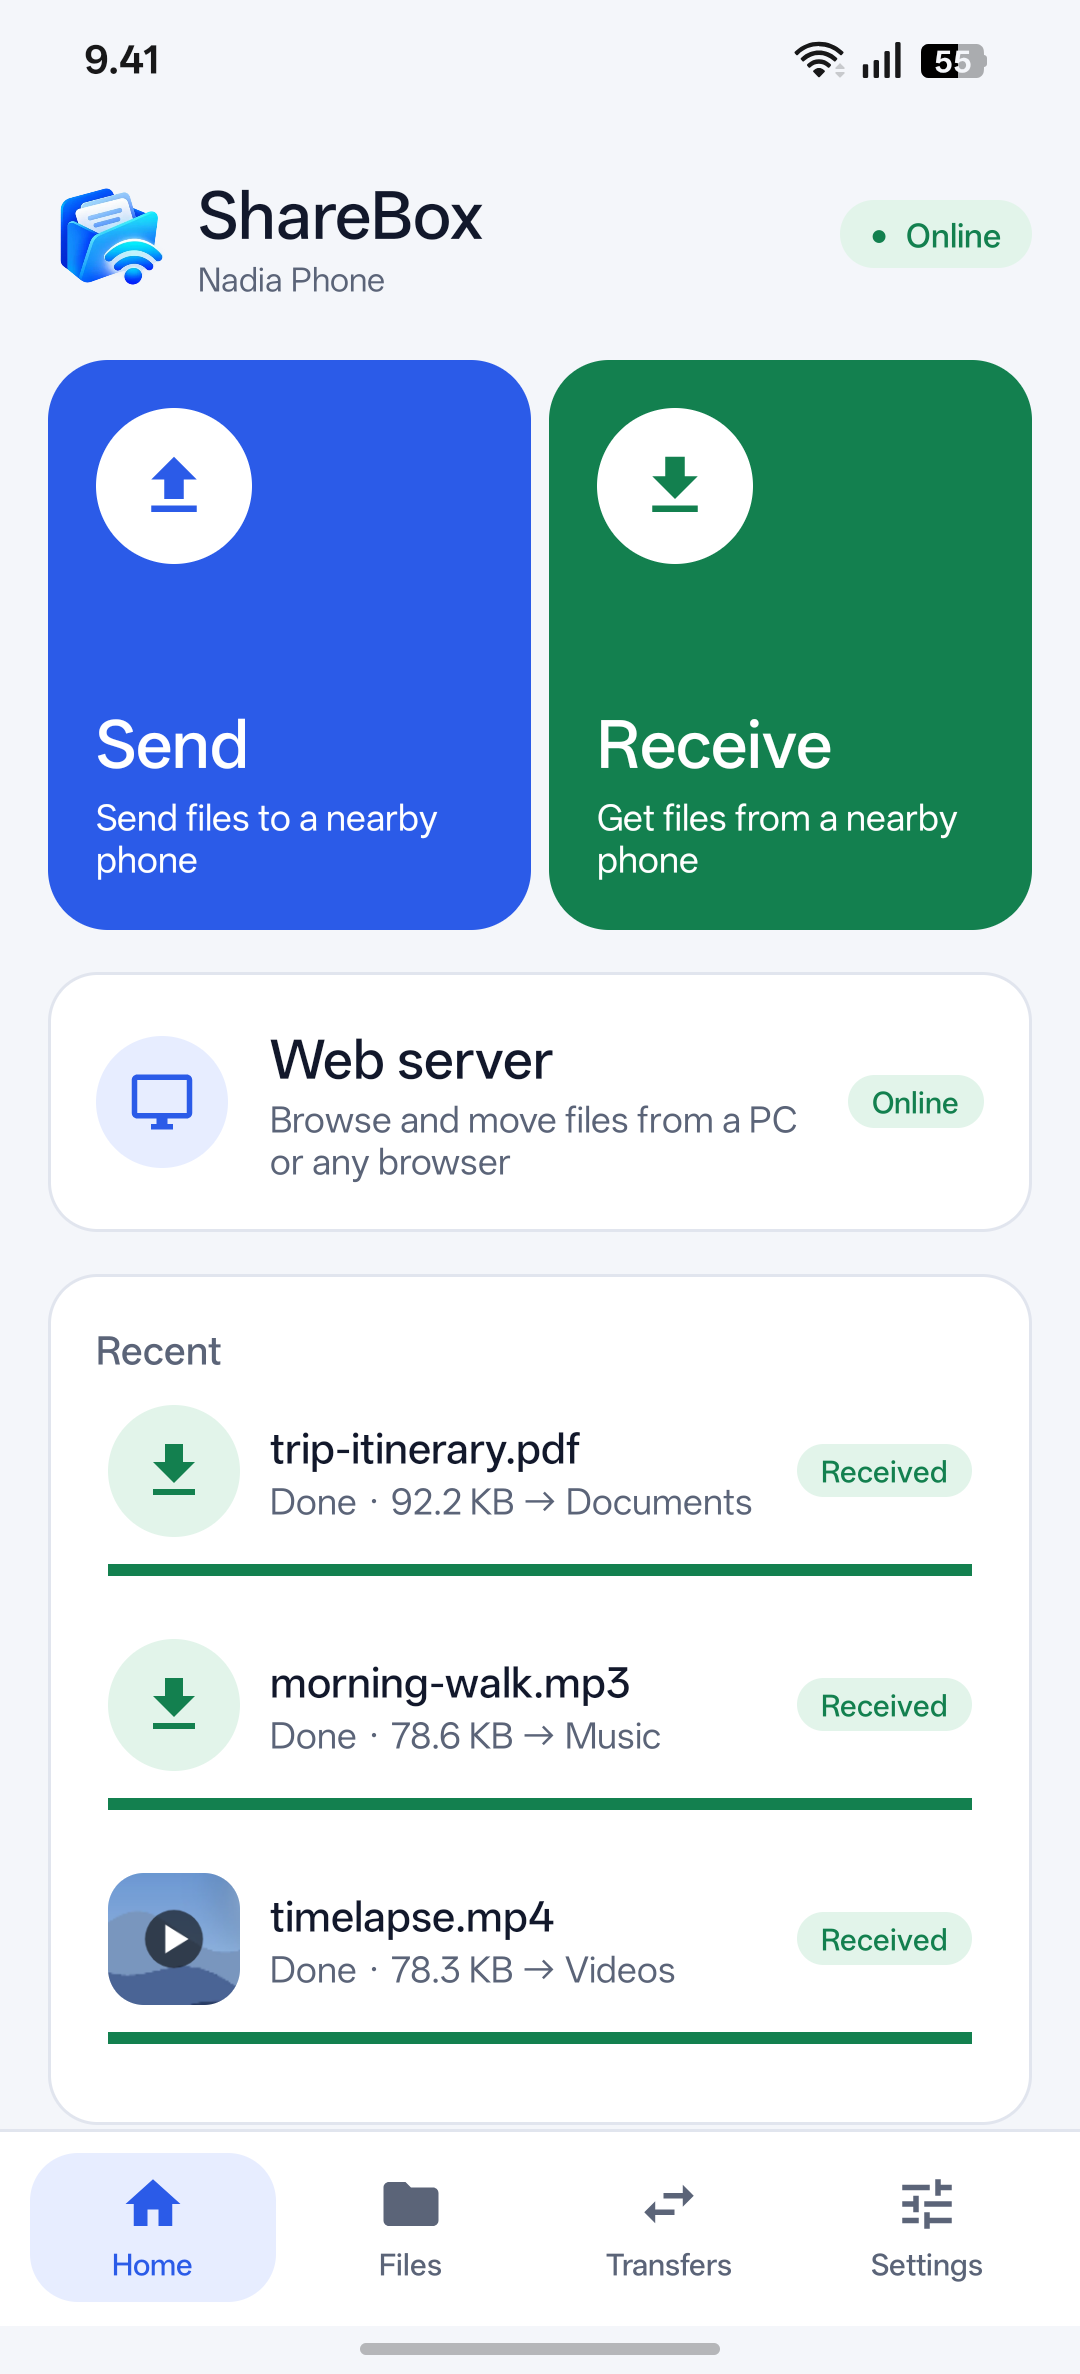 9.41
55
ShareBox
Nadia Phone
• Online
Send
Send files to a nearby
phone
Receive
Get files from a nearby
phone
Web server
Browse and move files from a PC
or any browser
Online
Recent
trip-itinerary.pdf
Done · 92.2 KB → Documents
Received
morning-walk.mp3
Done · 78.6 KB → Music
Received
timelapse.mp4
Done · 78.3 KB → Videos
Received
Home
Files
Transfers
Settings